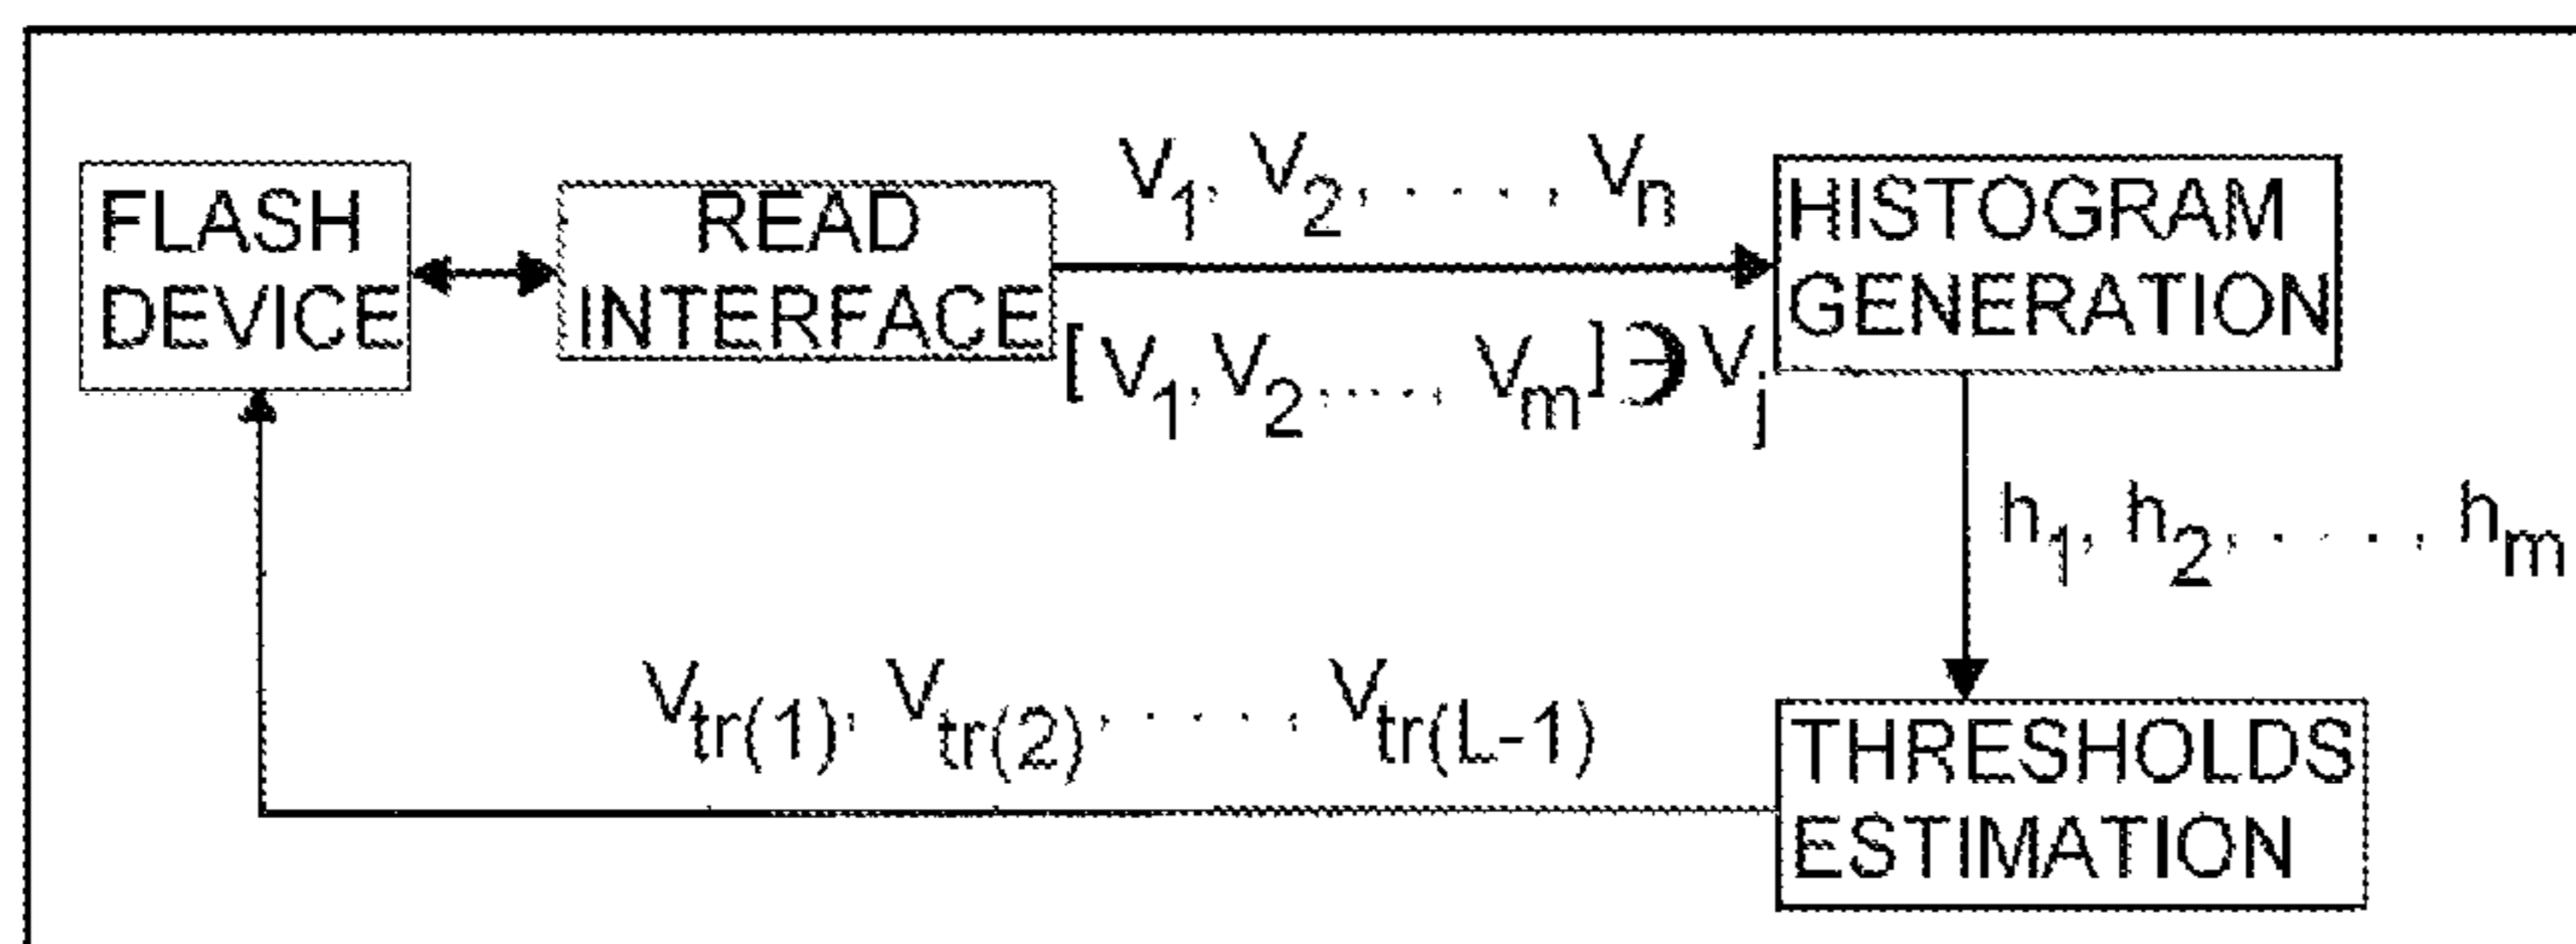 FLASH
DEVICE
READ
INTERFACE
V1, V2, . . . , Vn
[V1, V2, . . . , Vm] ∋ Vj
HISTOGRAM
GENERATION
h1, h2, . . . , hm
Vtr(1), Vtr(2), . . . , Vtr(L-1)
THRESHOLDS
ESTIMATION